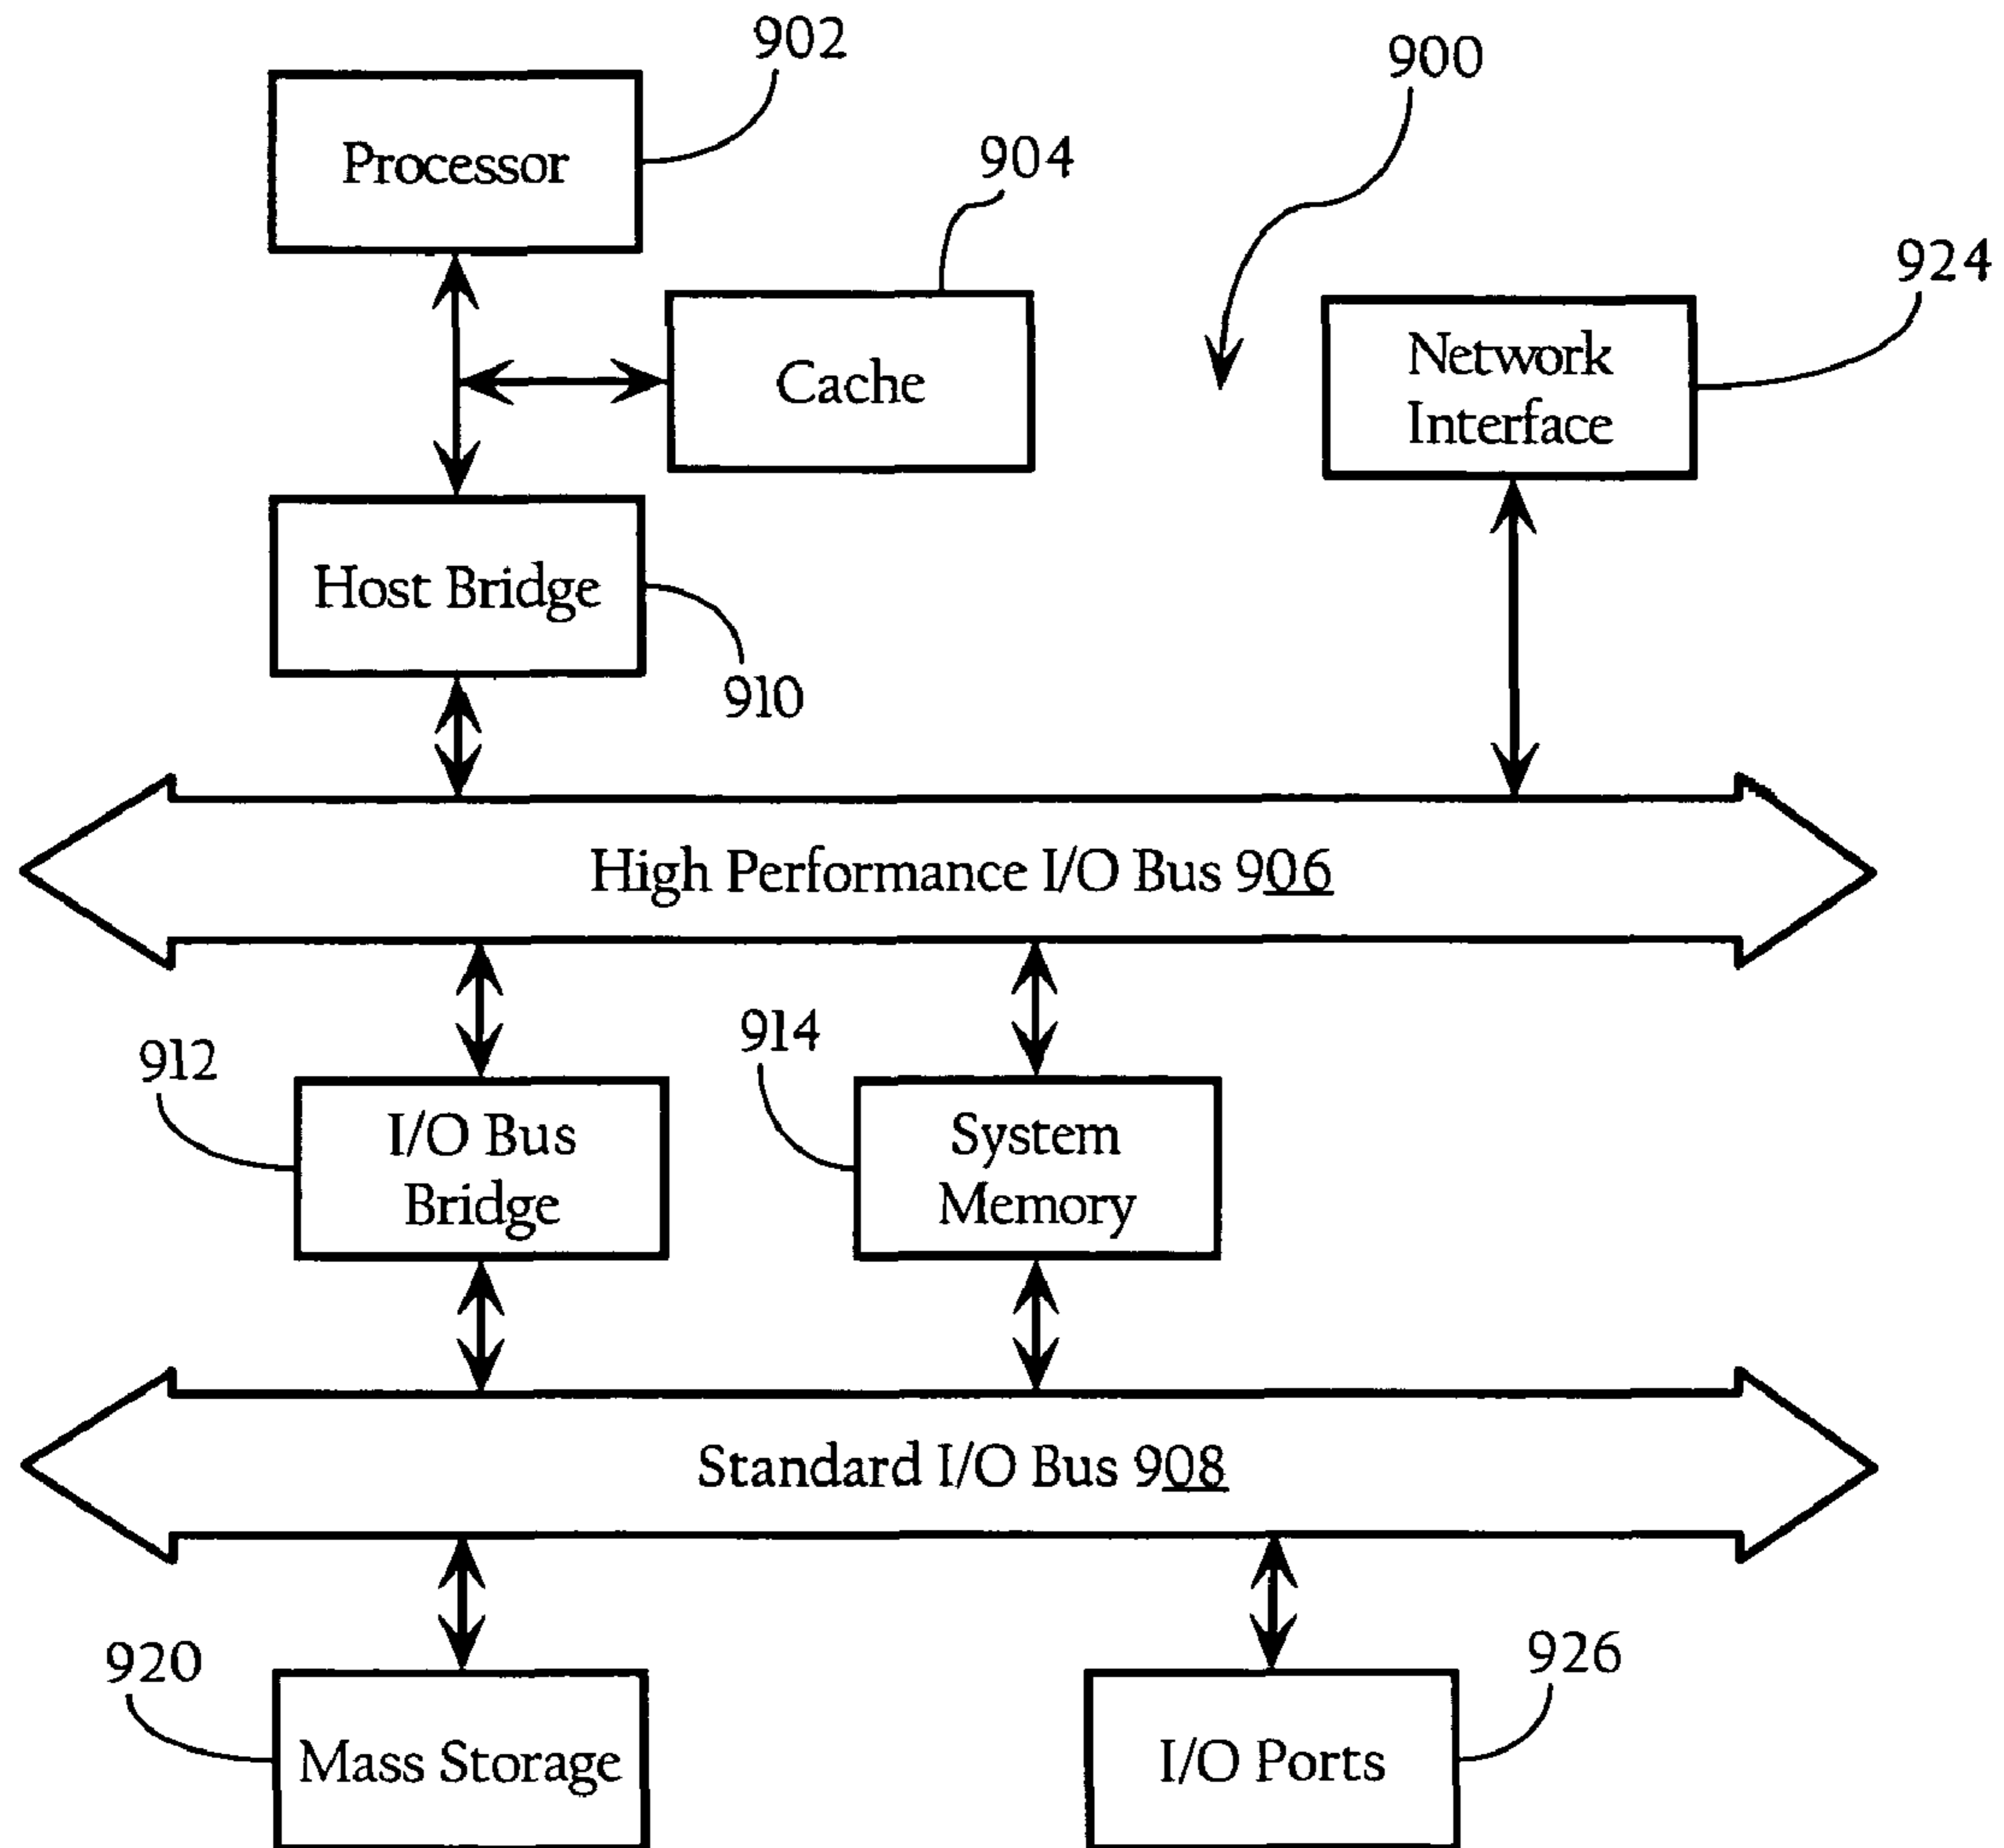 902
900
Processor
904
924
Cache
Network
Interface
Host Bridge
910
High Performance I/O Bus 906
912
914
I/O Bus
Bridge
System
Memory
Standard I/O Bus 908
920
926
Mass Storage
I/O Ports